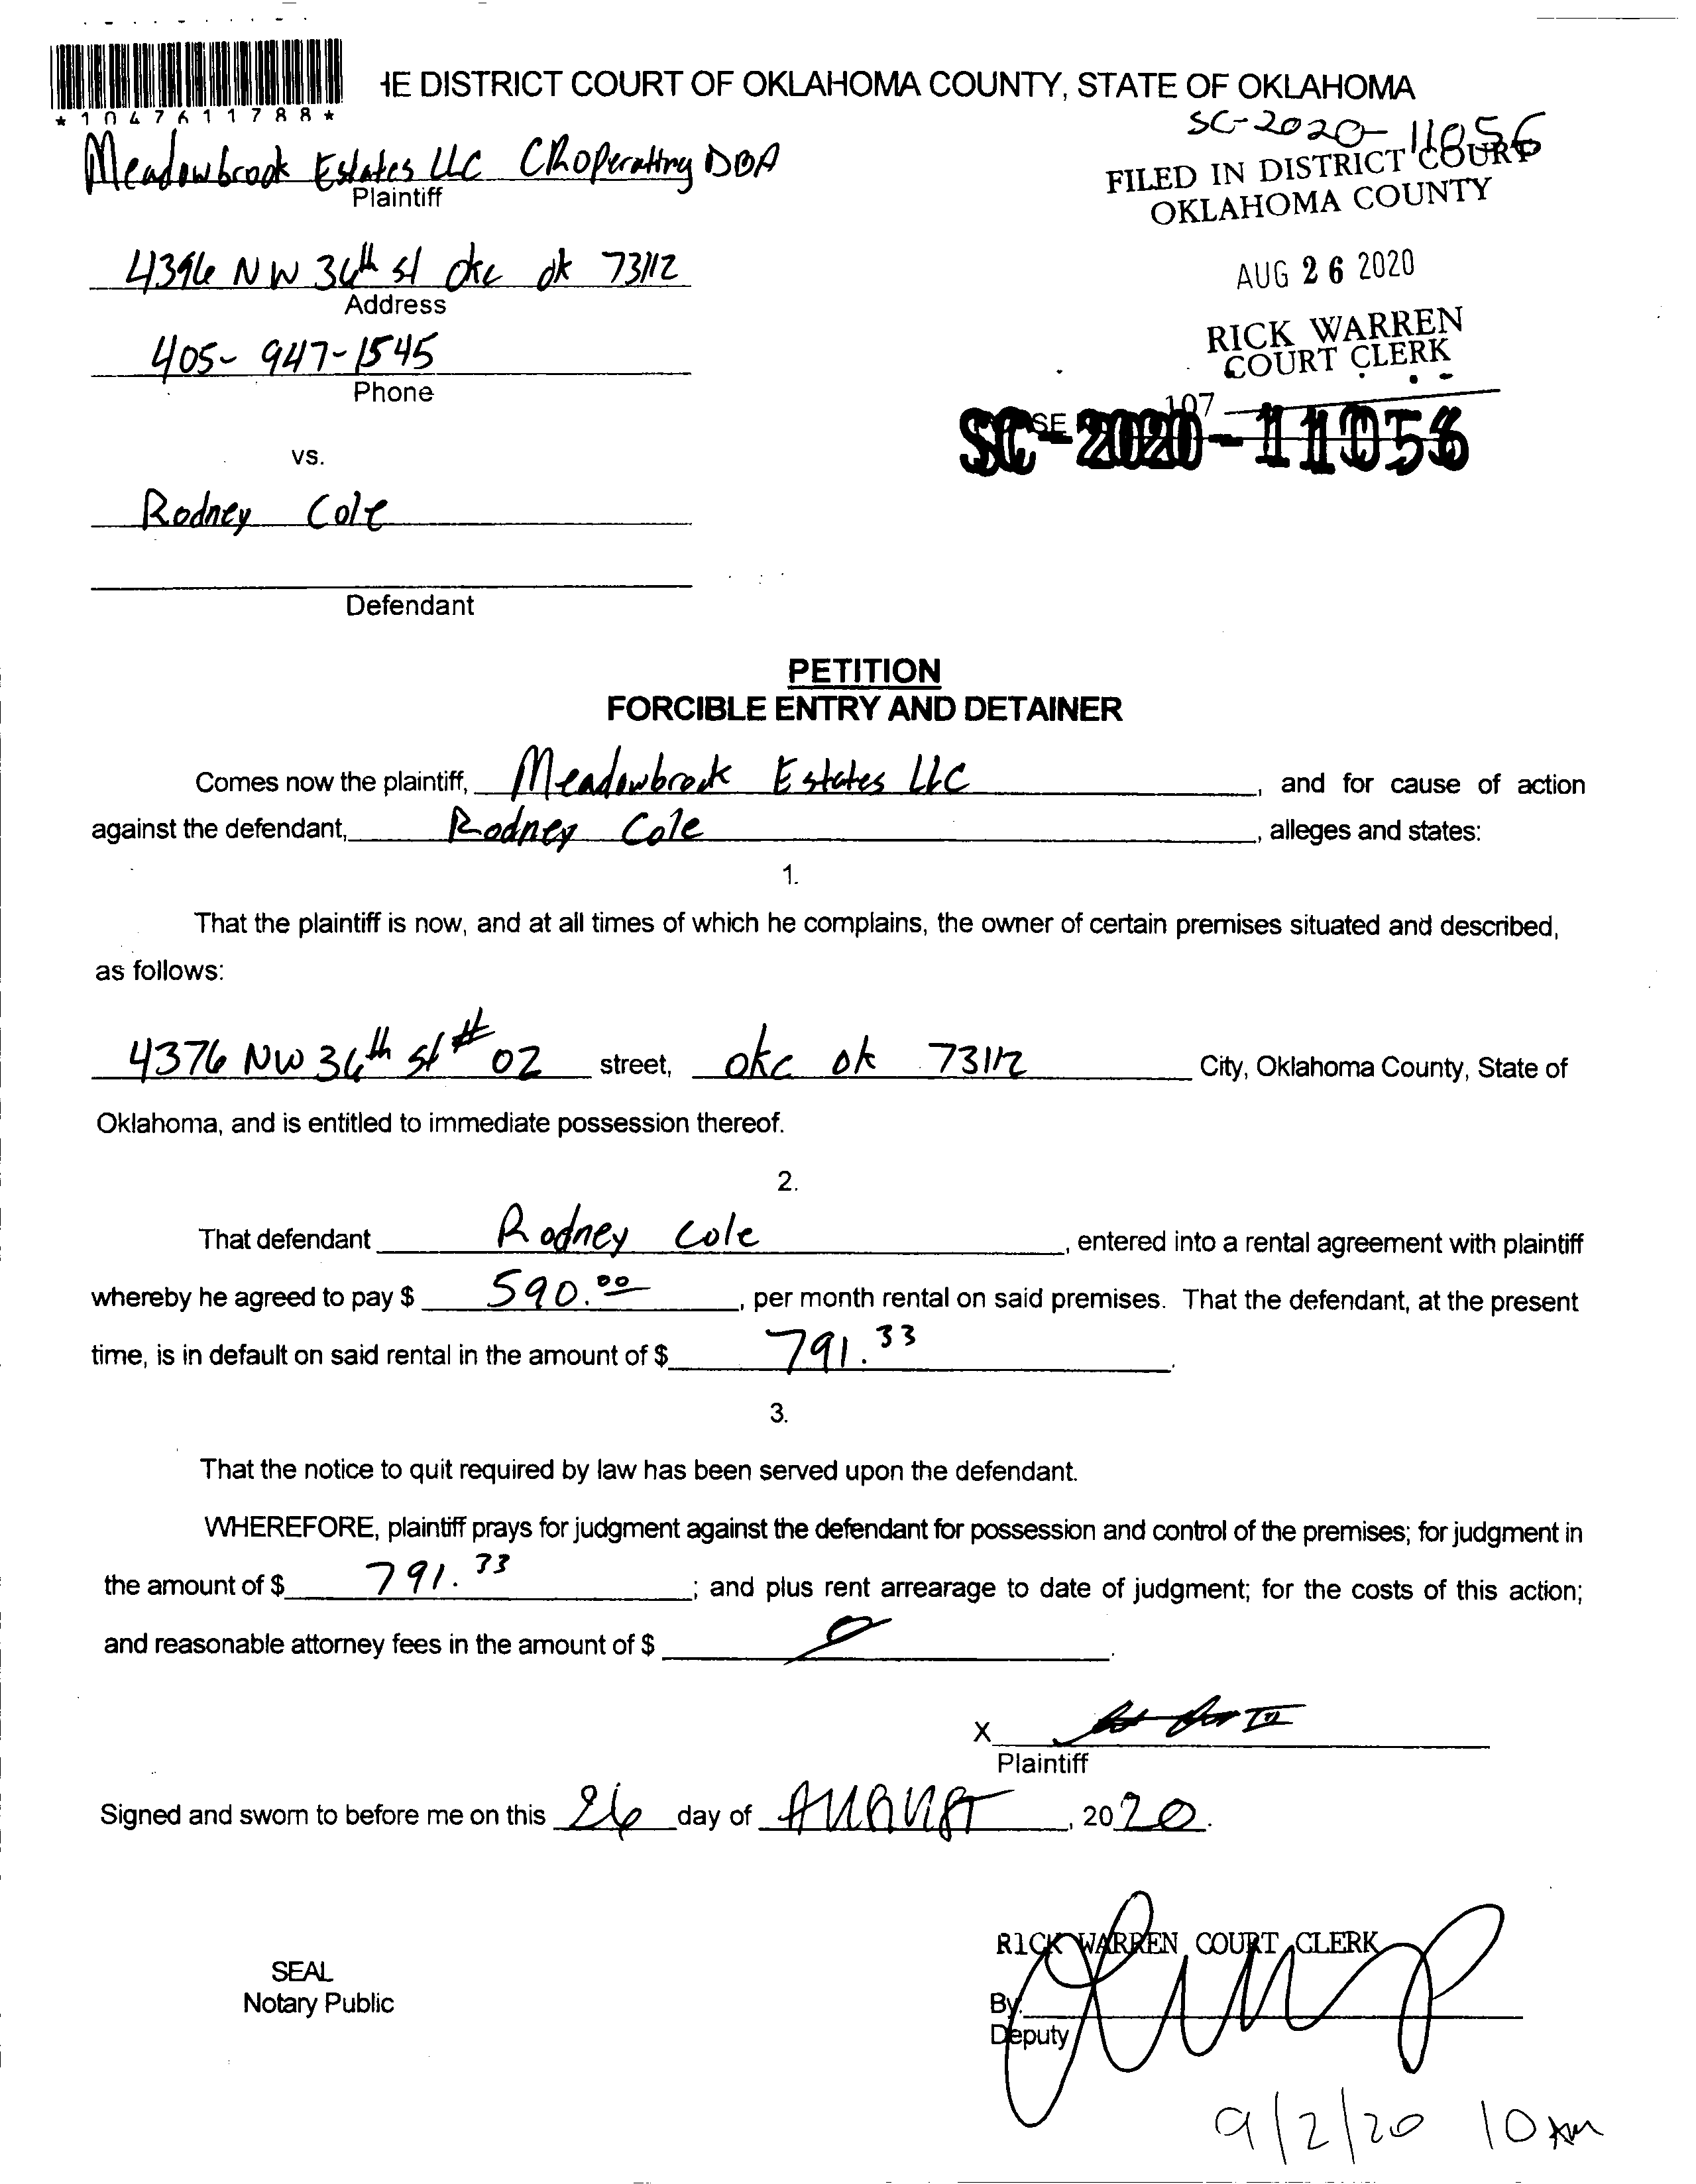 *1047611788*
HE DISTRICT COURT OF OKLAHOMA COUNTY, STATE OF OKLAHOMA
SC-2020-11056
Meadowbrook Estates LLC CROperating DBA
Plaintiff
FILED IN DISTRICT COURT
OKLAHOMA COUNTY
4396 NW 36th st okc ok 73112
Address
AUG 26 2020
405-947-1545
Phone
RICK WARREN
COURT CLERK
107
SC-2020-11056
vs.
Rodney Cole
Defendant
PETITION
FORCIBLE ENTRY AND DETAINER
Comes now the plaintiff, Meadowbrook Estates LLC, and for cause of action
against the defendant, Rodney Cole, alleges and states:
1.
That the plaintiff is now, and at all times of which he complains, the owner of certain premises situated and described,
as follows:
4376 NW 36th st # 02 street, okc ok 73112 City, Oklahoma County, State of
Oklahoma, and is entitled to immediate possession thereof.
2.
That defendant Rodney Cole, entered into a rental agreement with plaintiff
whereby he agreed to pay $ 590.00, per month rental on said premises. That the defendant, at the present
time, is in default on said rental in the amount of $ 791.33.
3.
That the notice to quit required by law has been served upon the defendant.
WHEREFORE, plaintiff prays for judgment against the defendant for possession and control of the premises; for judgment in
the amount of $ 791.33; and plus rent arrearage to date of judgment; for the costs of this action;
and reasonable attorney fees in the amount of $ 0.
X
Plaintiff
Signed and sworn to before me on this 26 day of August, 2020.
RICK WARREN COURT CLERK
SEAL
Notary Public
By.
Deputy
9/2/20 10 AM